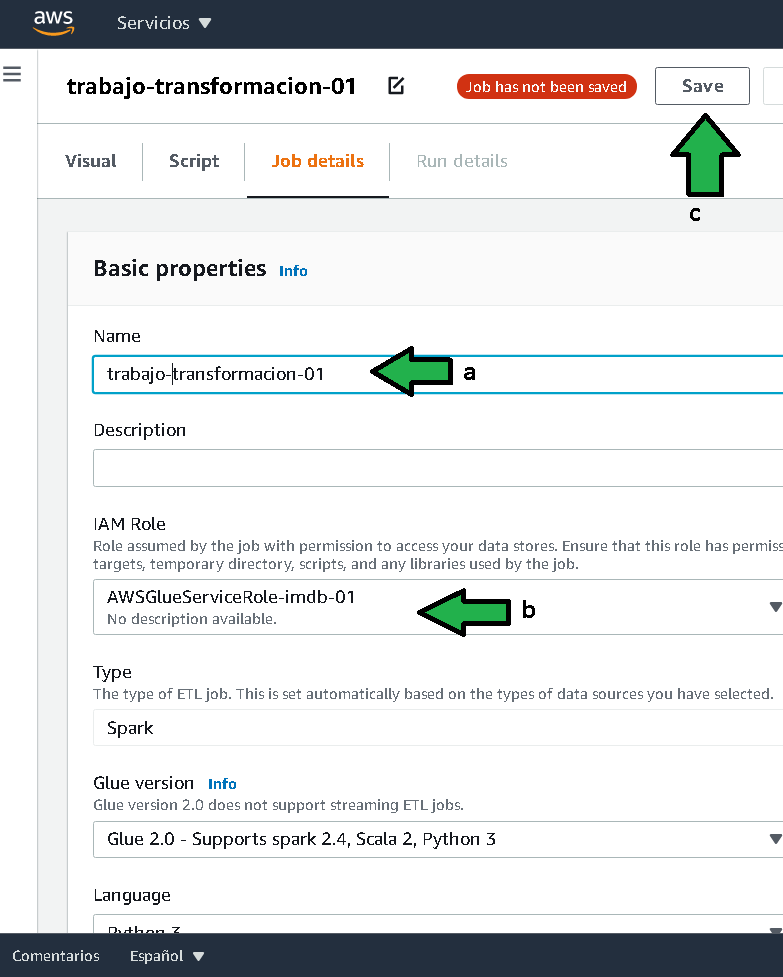 aws Servicios
trabajo-transformacion-01 Job has not been saved Save
c
Visual Script Job details Run details
Basic properties Info
Name
trabajo-transformacion-01 a
Description
IAM Role
Role assumed by the job with permission to access your data stores. Ensure that this role has permiss
targets, temporary directory, scripts, and any libraries used by the job.
AWSGlueServiceRole-imdb-01
No description available. b
Type
The type of ETL job. This is set automatically based on the types of data sources you have selected.
Spark
Glue version Info
Glue version 2.0 does not support streaming ETL jobs.
Glue 2.0 - Supports spark 2.4, Scala 2, Python 3
Language
Python 3
Comentarios Español